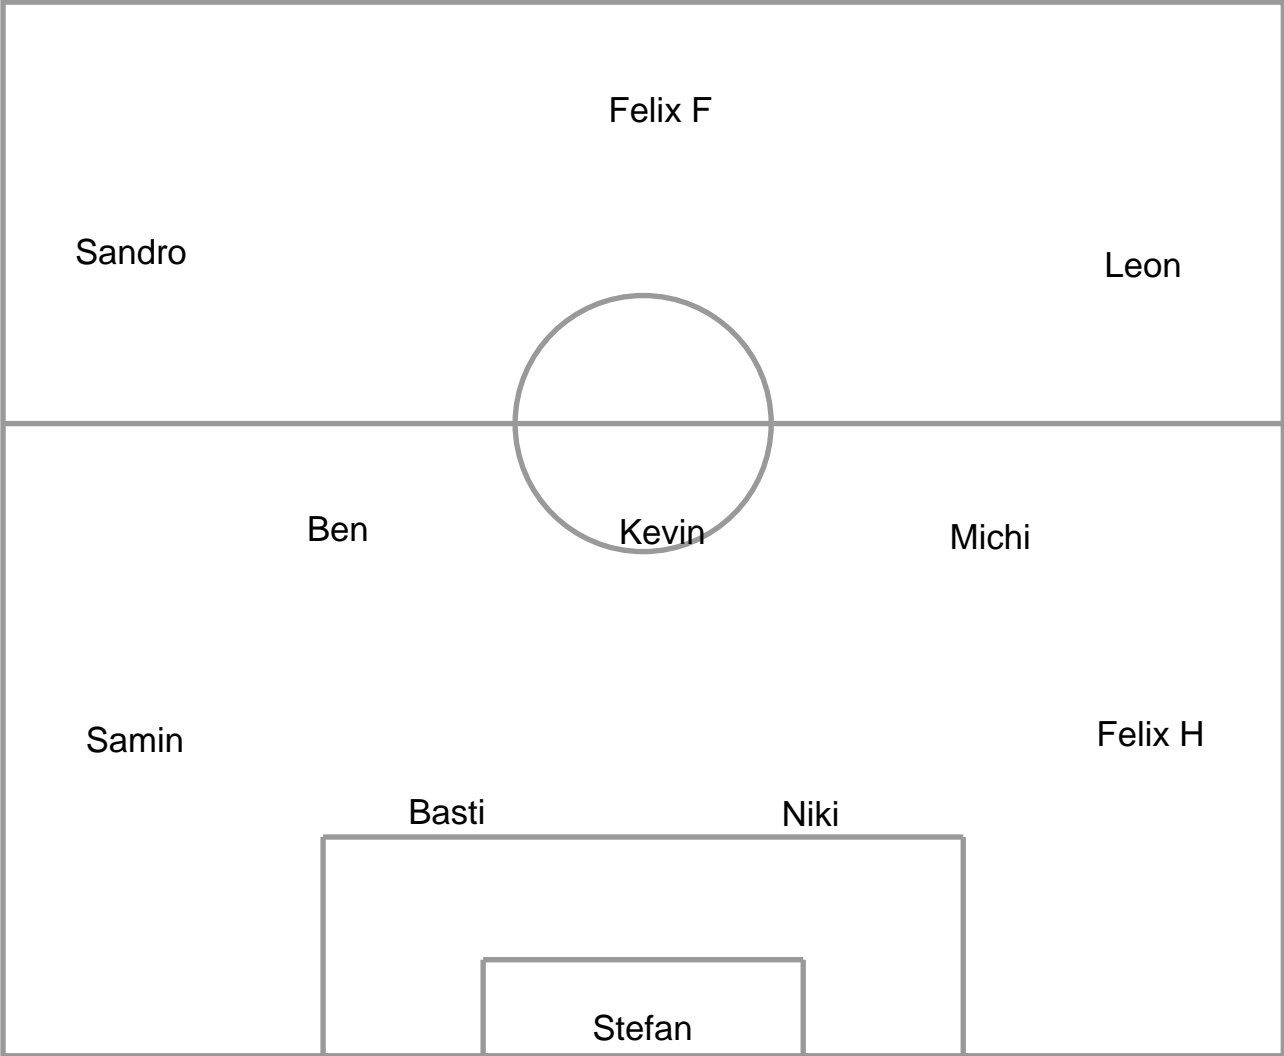 Felix F
Sandro
Leon
Ben
Kevin
Michi
Samin
Felix H
Basti
Niki
Stefan